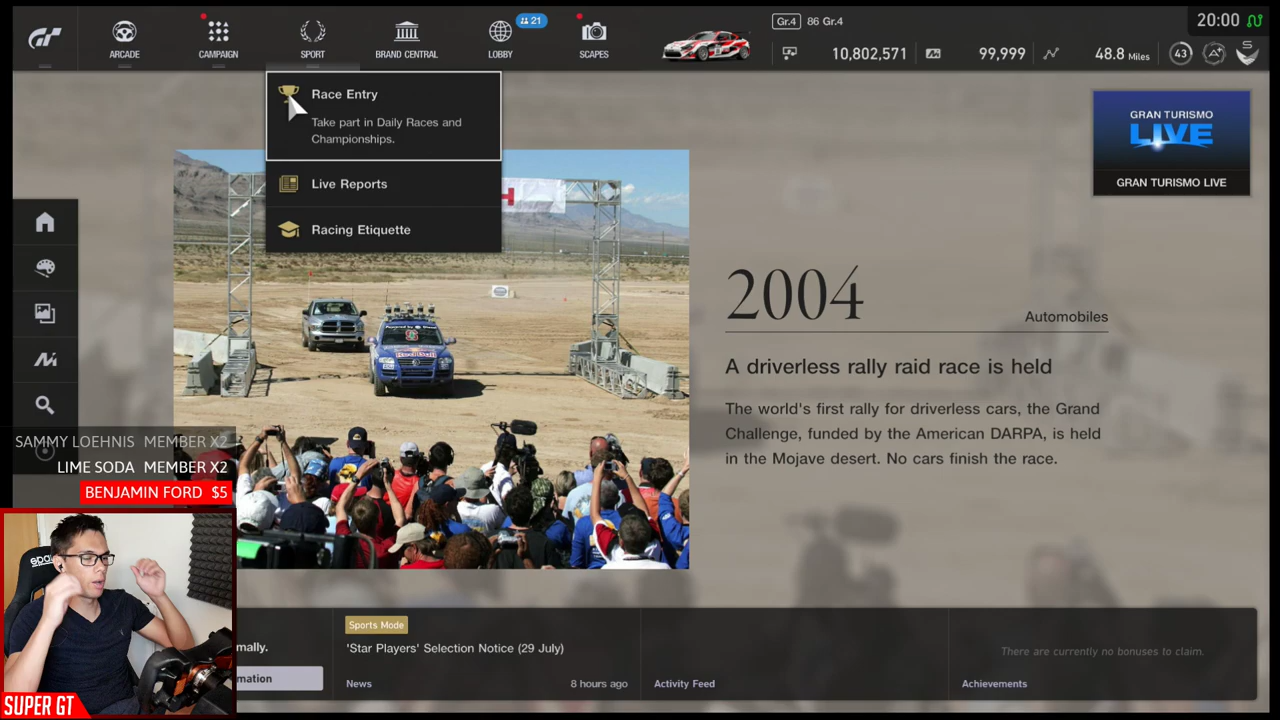 ARCADE
CAMPAIGN
SPORT
BRAND CENTRAL
LOBBY
21
SCAPES
Gr.4 86 Gr.4
20:00
10,802,571
99,999
48.8 Miles
43
S
Race Entry
Take part in Daily Races and
Championships.
Live Reports
Racing Etiquette
GRAN TURISMO
LIVE
GRAN TURISMO LIVE
2004
Automobiles
A driverless rally raid race is held
The world's first rally for driverless cars, the Grand
Challenge, funded by the American DARPA, is held
in the Mojave desert. No cars finish the race.
SAMMY LOEHNIS MEMBER X2
LIME SODA MEMBER X2
BENJAMIN FORD $5
SUPER GT
mally.
mation
Sports Mode
'Star Players' Selection Notice (29 July)
News
8 hours ago
Activity Feed
There are currently no bonuses to claim.
Achievements